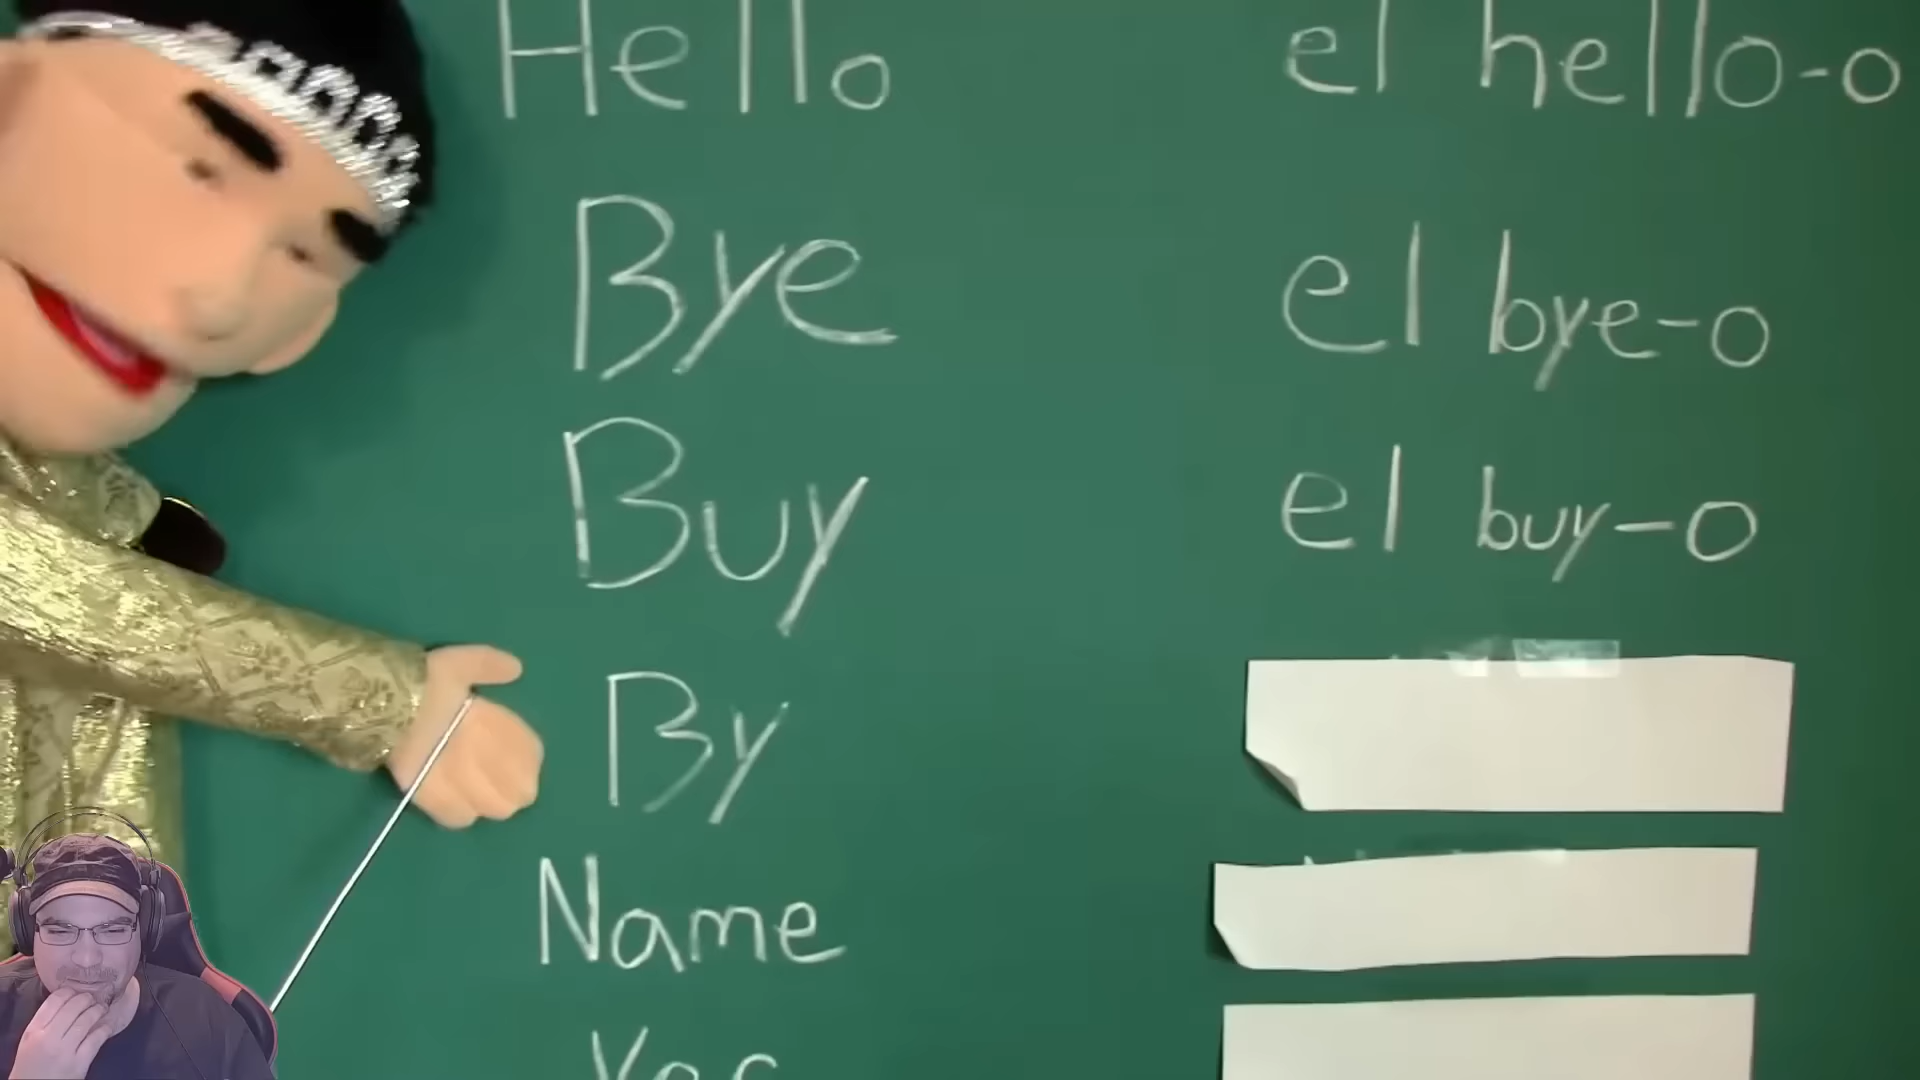 Hello el hello-o
Bye el bye-o
Buy el buy-o
By
Name